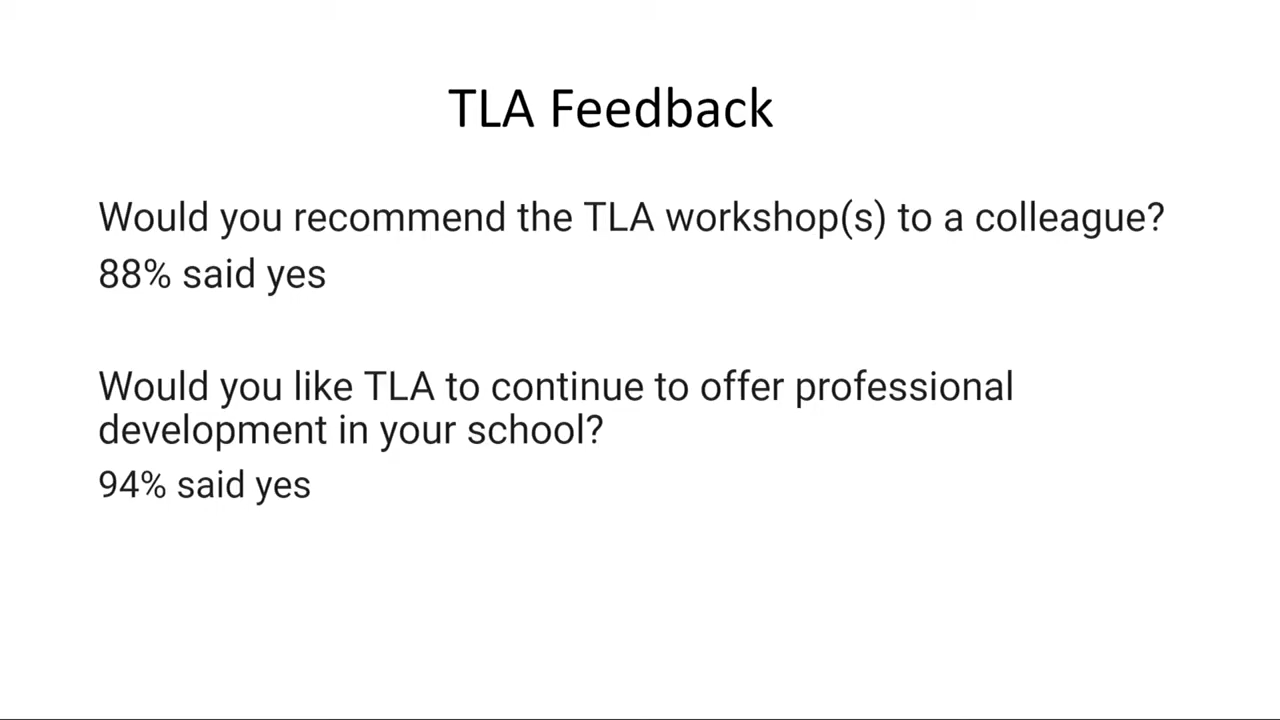 TLA Feedback
Would you recommend the TLA workshop(s) to a colleague?
88% said yes
Would you like TLA to continue to offer professional
development in your school?
94% said yes